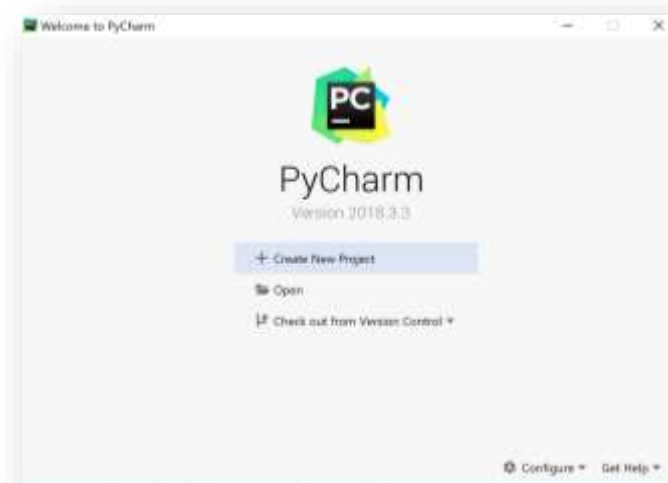 Welcome to PyCharm
PC
PyCharm
Version 2018.3.3
Create New Project
Open
Check out from Version Control
Configure Get Help